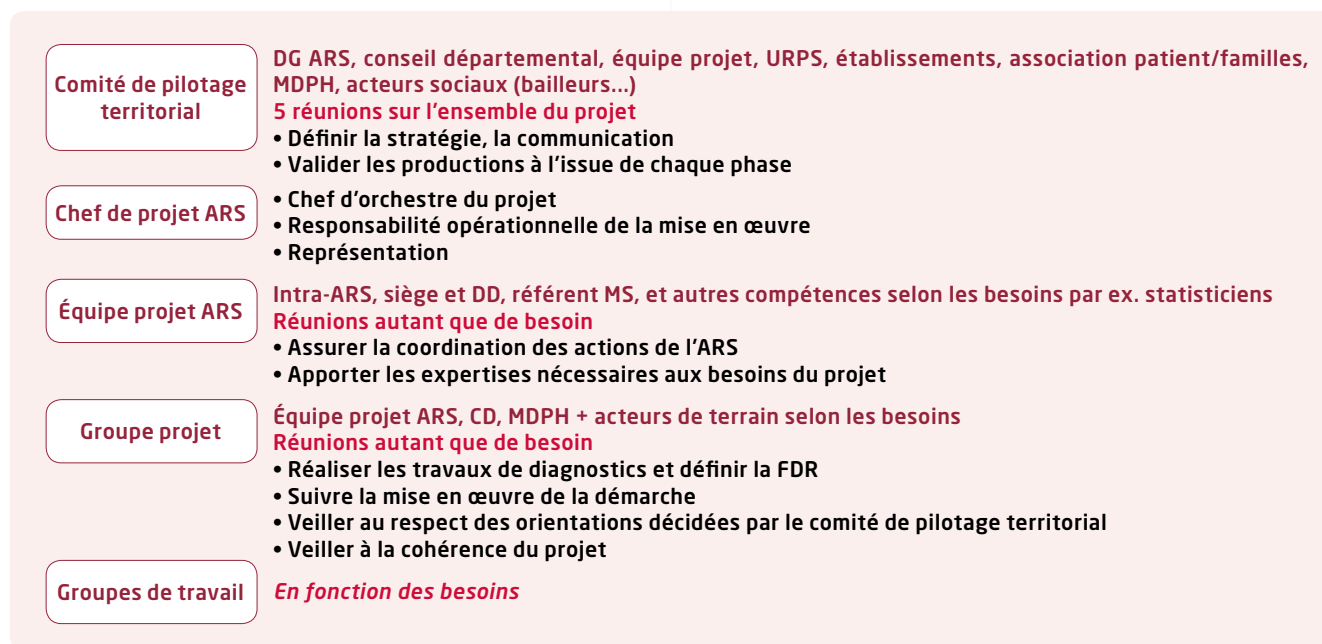 Comité de pilotage
territorial
DG ARS, conseil départemental, équipe projet, URPS, établissements, association patient/familles,
MDPH, acteurs sociaux (bailleurs...)
5 réunions sur l'ensemble du projet
• Définir la stratégie, la communication
• Valider les productions à l'issue de chaque phase
Chef de projet ARS
• Chef d'orchestre du projet
• Responsabilité opérationnelle de la mise en œuvre
• Représentation
Équipe projet ARS
Intra-ARS, siège et DD, référent MS, et autres compétences selon les besoins par ex. statisticiens
Réunions autant que de besoin
• Assurer la coordination des actions de l'ARS
• Apporter les expertises nécessaires aux besoins du projet
Groupe projet
Équipe projet ARS, CD, MDPH + acteurs de terrain selon les besoins
Réunions autant que de besoin
• Réaliser les travaux de diagnostics et définir la FDR
• Suivre la mise en œuvre de la démarche
• Veiller au respect des orientations décidées par le comité de pilotage territorial
• Veiller à la cohérence du projet
Groupes de travail
En fonction des besoins